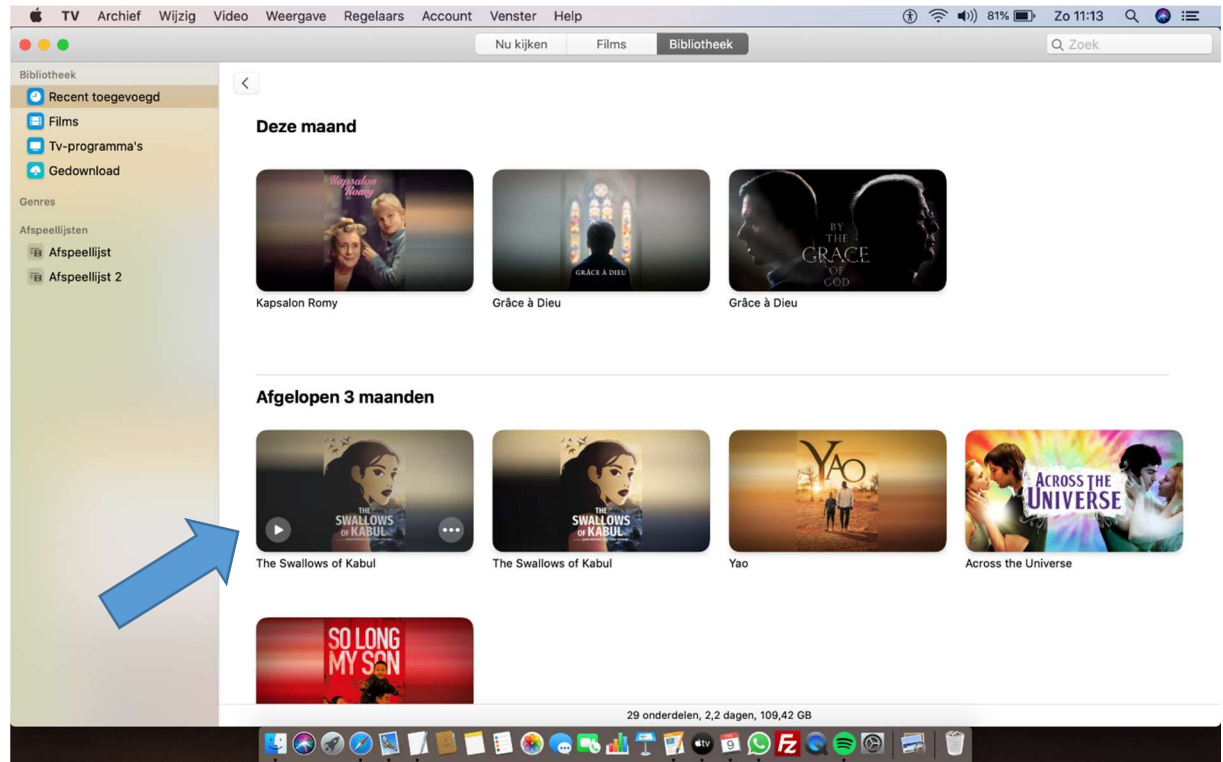 TV Archief Wijzig Video Weergave Regelaars Account Venster Help 81% Zo 11:13
Nu kijken Films Bibliotheek Zoek
Bibliotheek
Recent toegevoegd
Films
Tv-programma's
Gedownload
Genres
Afspeellijsten
Afspeellijst
Afspeellijst 2
Deze maand
Kapsalon
Romy
GRÂCE À DIEU
BY
THE
GRACE
OF
GOD
Kapsalon Romy
Grâce à Dieu
Grâce à Dieu
Afgelopen 3 maanden
THE
SWALLOWS
OF KABUL
THE
SWALLOWS
OF KABUL
YAO
ACROSS THE
UNIVERSE
The Swallows of Kabul
The Swallows of Kabul
Yao
Across the Universe
SO LONG
MY SON
29 onderdelen, 2,2 dagen, 109,42 GB
tv
9
Fz